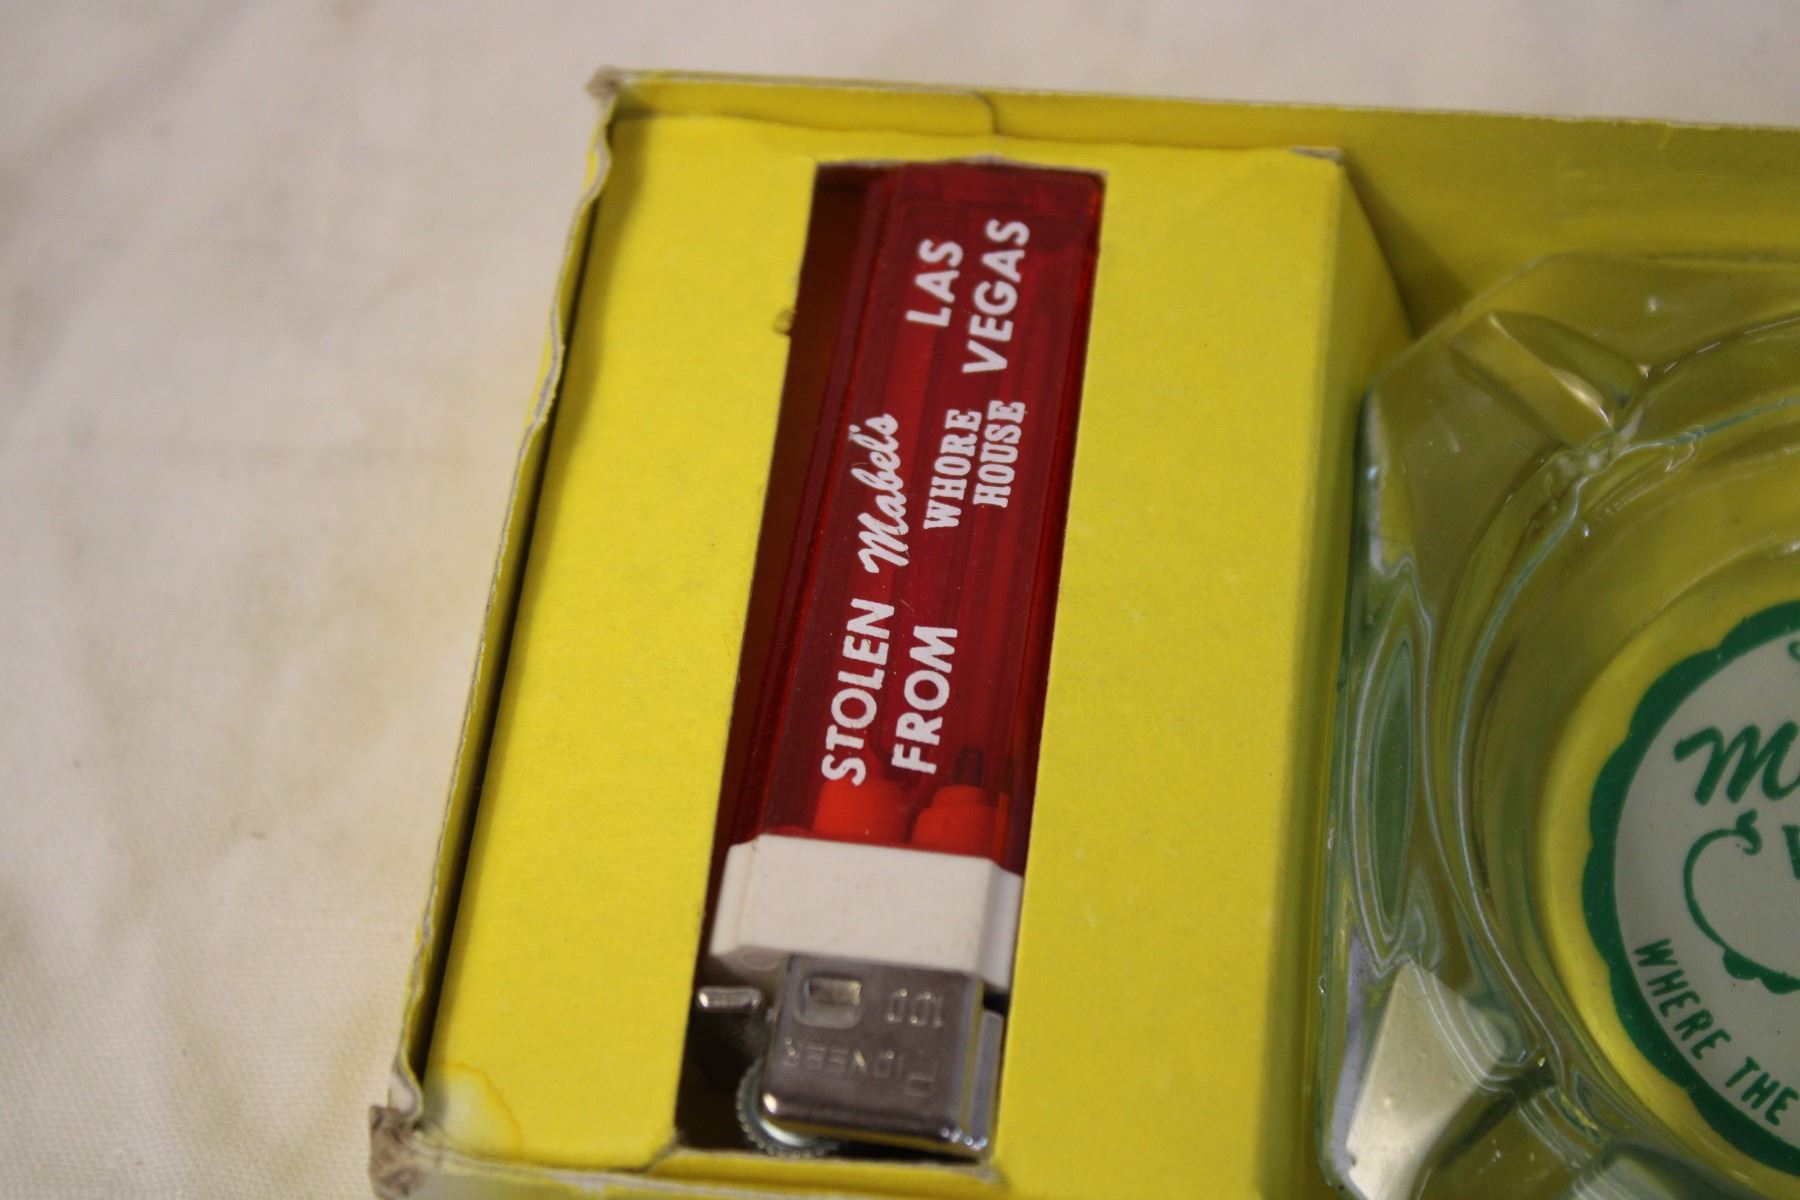 STOLEN
FROM
Mabel's
WHORE
HOUSE
LAS
VEGAS
100
PIONEER
WHERE THE